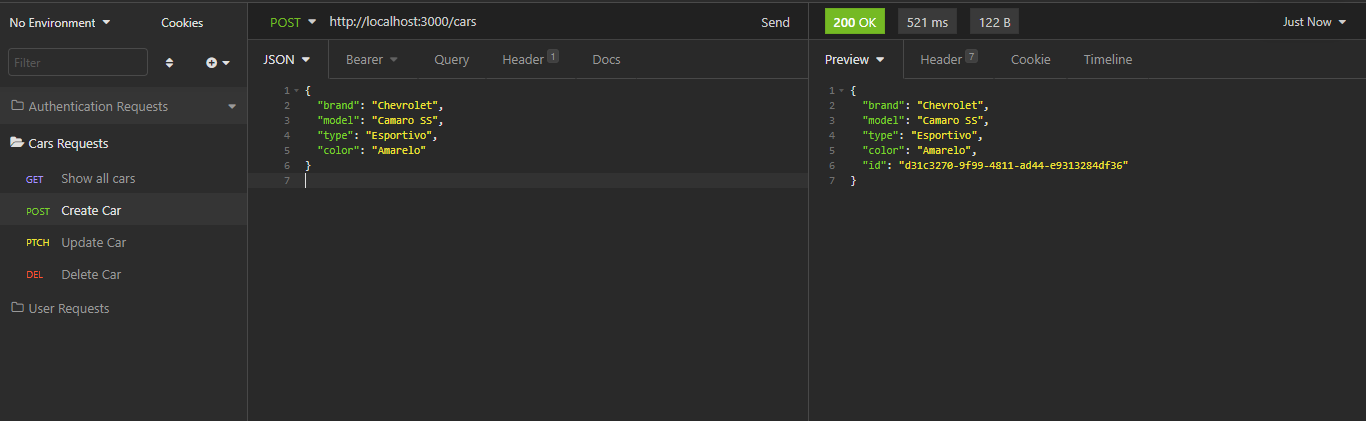 No Environment Cookies
Filter
Authentication Requests
Cars Requests
GET Show all cars
POST Create Car
PTCH Update Car
DEL Delete Car
User Requests
POST http://localhost:3000/cars Send
JSON Bearer Query Header 1 Docs
1 {
2 "brand": "Chevrolet",
3 "model": "Camaro SS",
4 "type": "Esportivo",
5 "color": "Amarelo"
6 }
7
200 OK 521 ms 122 B Just Now
Preview Header 7 Cookie Timeline
1 {
2 "brand": "Chevrolet",
3 "model": "Camaro SS",
4 "type": "Esportivo",
5 "color": "Amarelo",
6 "id": "d31c3270-9f99-4811-ad44-e9313284df36"
7 }